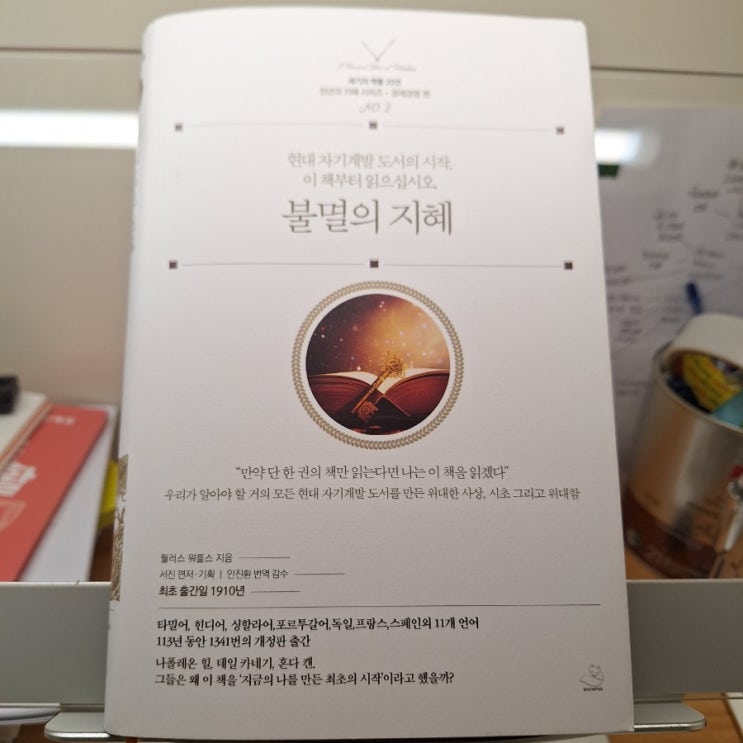 세기의 책들 20선
천년의 지혜 시리즈 · 경제경영 편
NO. 2
현대 자기계발 도서의 시작.
이 책부터 읽으십시오.
불멸의 지혜
“만약 단 한 권의 책만 읽는다면 나는 이 책을 읽겠다”
우리가 알아야 할 거의 모든 현대 자기계발 도서를 만든 위대한 사상, 시초 그리고 위대함
월러스 워틀스 지음
서진 편저·기획 | 안진환 번역 감수
최초 출간일 1910년
타밀어, 힌디어, 싱할라어,포르투갈어,독일,프랑스,스페인외 11개 언어
113년 동안 1341번의 개정판 출간
나폴레온 힐, 데일 카네기, 혼다 켄.
그들은 왜 이 책을 ‘지금의 나를 만든 최초의 시작’이라고 했을까?